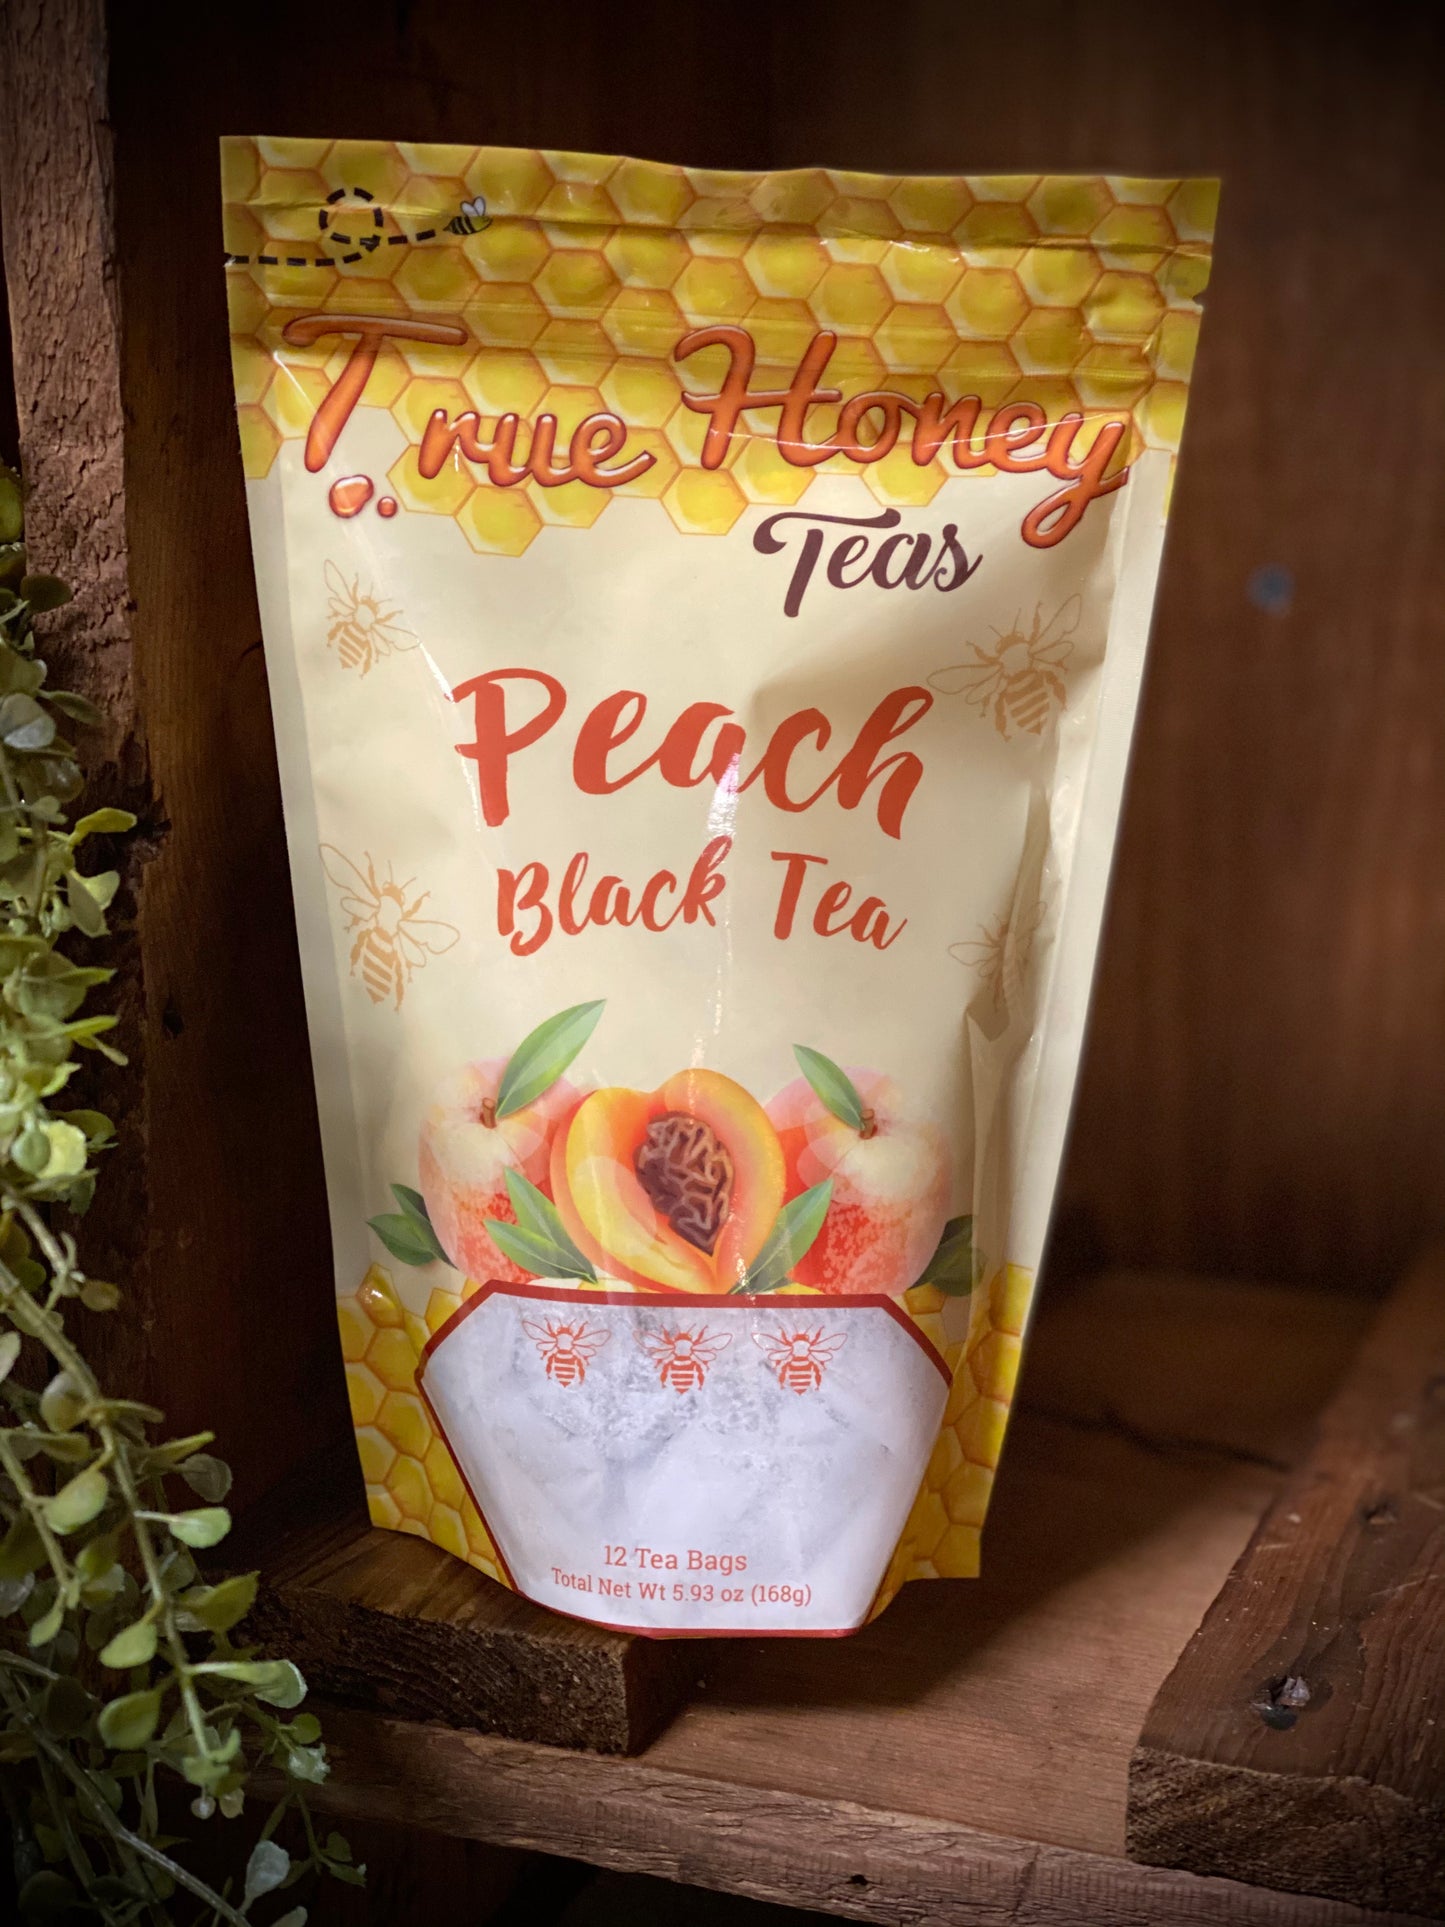 True Honey
Teas
Peach
Black Tea
12 Tea Bags
Total Net Wt 5.93 oz (168g)